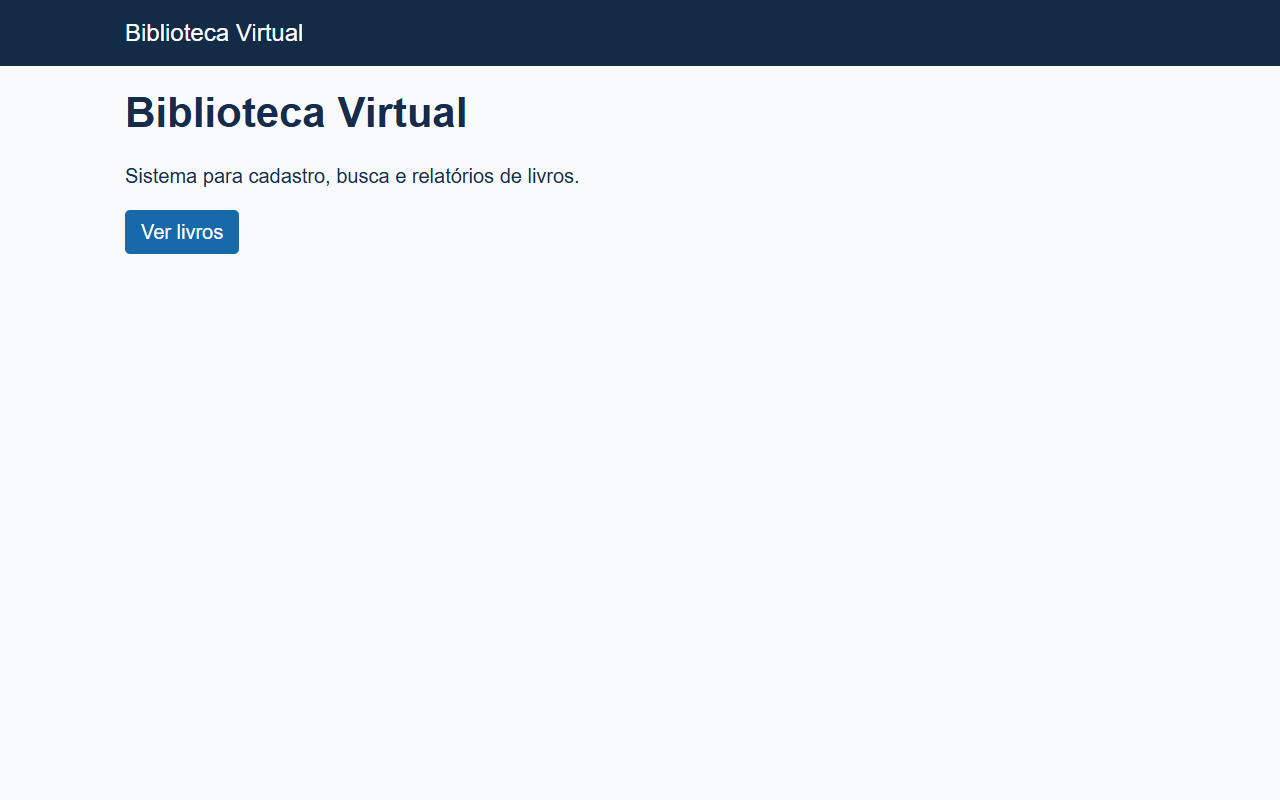 Biblioteca Virtual
Biblioteca Virtual
Sistema para cadastro, busca e relatórios de livros.
Ver livros